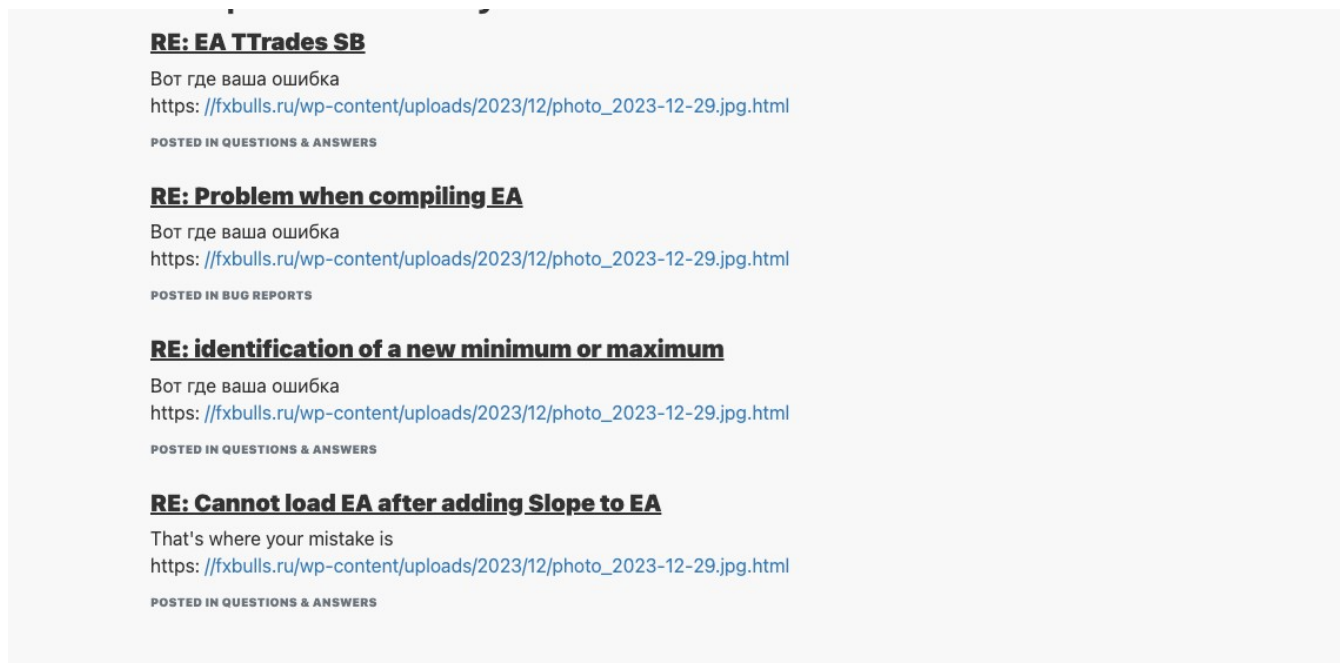 RE: EA TTrades SB
Вот где ваша ошибка
https: //fxbulls.ru/wp-content/uploads/2023/12/photo_2023-12-29.jpg.html
POSTED IN QUESTIONS & ANSWERS
RE: Problem when compiling EA
Вот где ваша ошибка
https: //fxbulls.ru/wp-content/uploads/2023/12/photo_2023-12-29.jpg.html
POSTED IN BUG REPORTS
RE: identification of a new minimum or maximum
Вот где ваша ошибка
https: //fxbulls.ru/wp-content/uploads/2023/12/photo_2023-12-29.jpg.html
POSTED IN QUESTIONS & ANSWERS
RE: Cannot load EA after adding Slope to EA
That's where your mistake is
https: //fxbulls.ru/wp-content/uploads/2023/12/photo_2023-12-29.jpg.html
POSTED IN QUESTIONS & ANSWERS